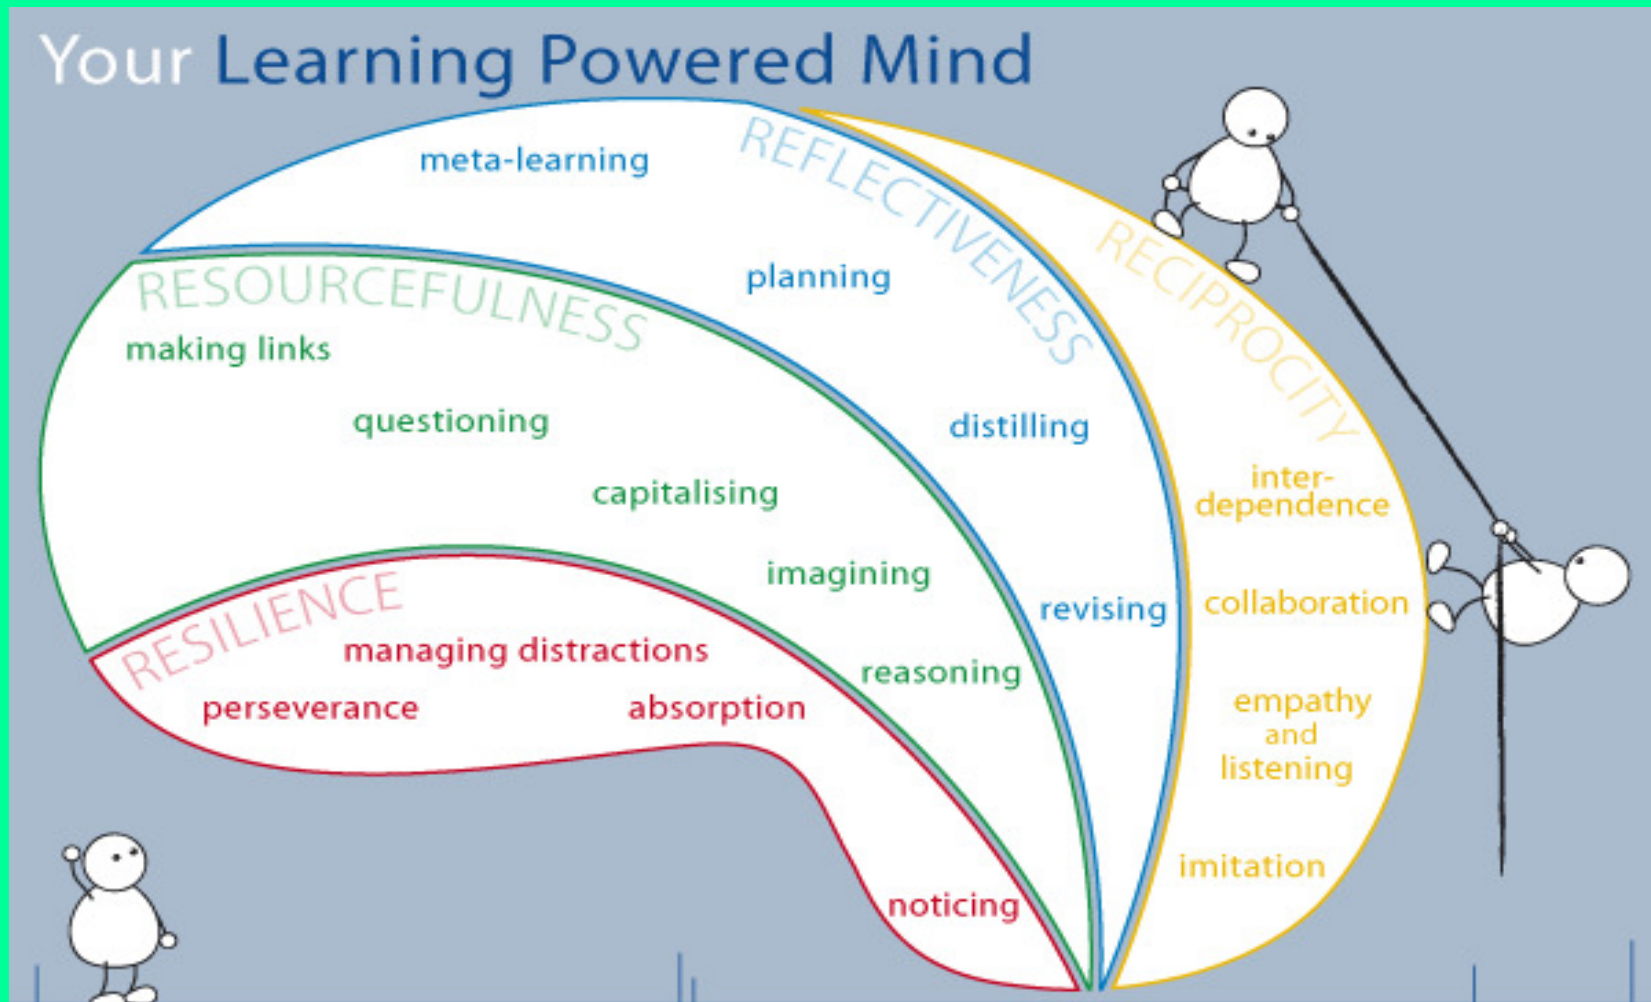 Your Learning Powered Mind
REFLECTIVENESS
meta-learning
planning
distilling
revising
RESOURCEFULNESS
making links
questioning
capitalising
imagining
reasoning
RESILIENCE
managing distractions
perseverance
absorption
noticing
RECIPROCITY
inter-
dependence
collaboration
empathy
and
listening
imitation